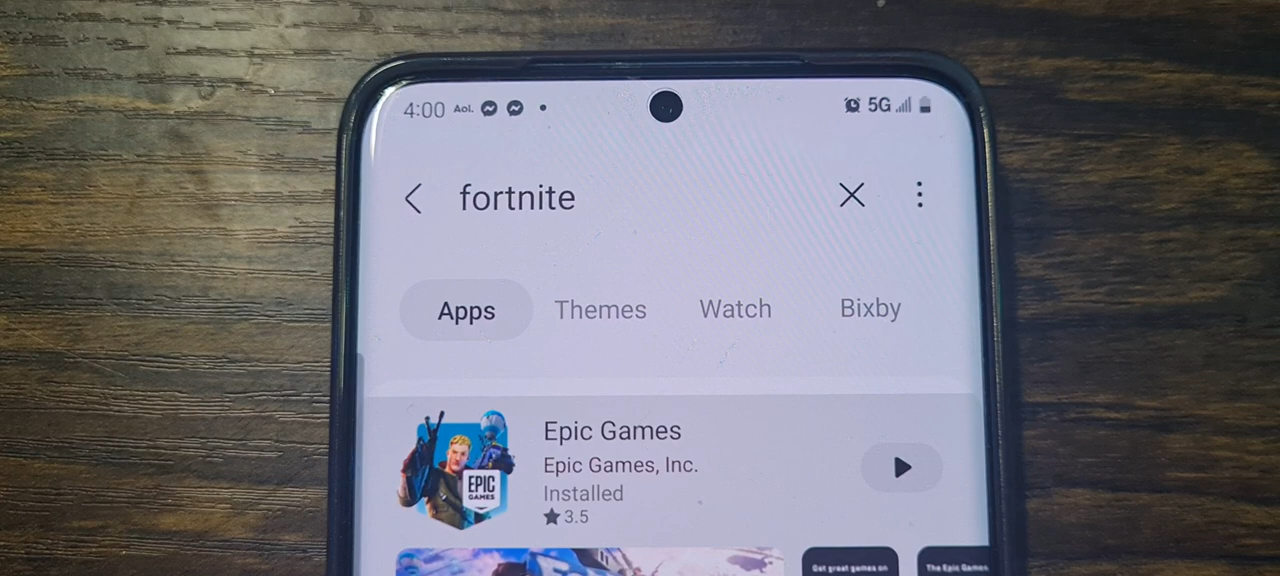 4:00 Aol. 5G
fortnite
Apps Themes Watch Bixby
Epic Games
Epic Games, Inc.
Installed
3.5
EPIC
GAMES
Get great games on
The Epic Games